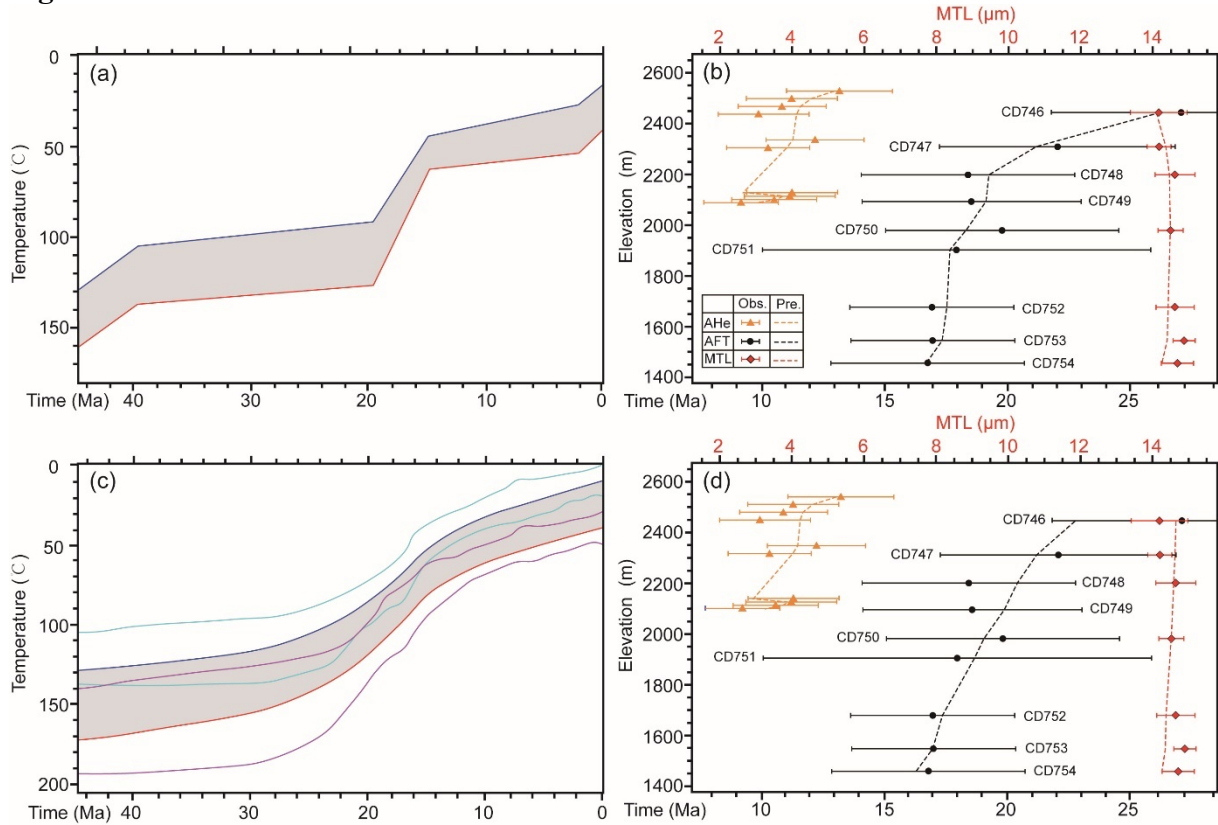 (a)
0
50
100
150
Temperature (℃)
Time (Ma)
40
30
20
10
0
MTL (μm)
2
4
6
8
10
12
14
(b)
2600
2400
2200
2000
1800
1600
1400
Elevation (m)
CD746
CD747
CD748
CD749
CD750
CD751
CD752
CD753
CD754
Obs. Pre.
AHe
AFT
MTL
Time (Ma)
10
15
20
25
(c)
0
50
100
150
200
Temperature (℃)
Time (Ma)
40
30
20
10
0
MTL (μm)
2
4
6
8
10
12
14
(d)
2600
2400
2200
2000
1800
1600
1400
Elevation (m)
CD746
CD747
CD748
CD749
CD750
CD751
CD752
CD753
CD754
Time (Ma)
10
15
20
25